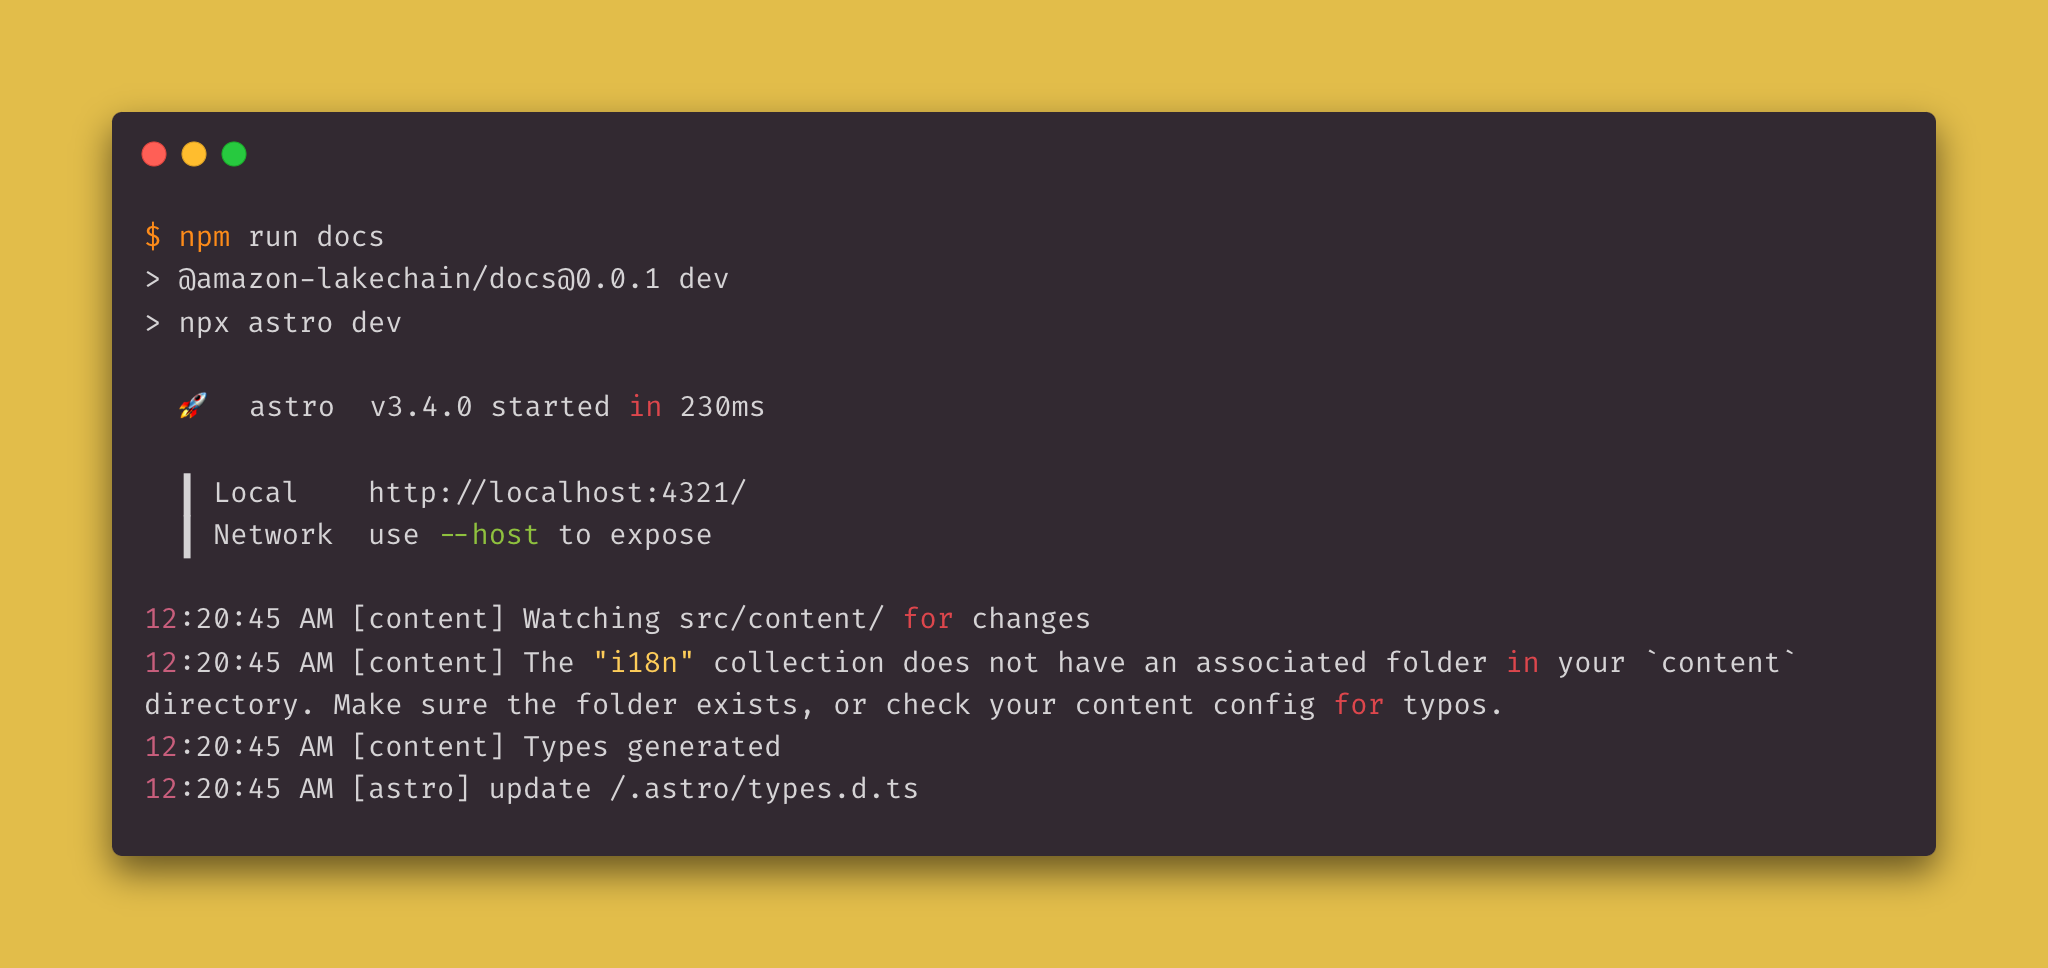 $ npm run docs
> @amazon-lakechain/docs@0.0.1 dev
> npx astro dev
🚀 astro v3.4.0 started in 230ms
┃ Local http://localhost:4321/
┃ Network use --host to expose
12:20:45 AM [content] Watching src/content/ for changes
12:20:45 AM [content] The "i18n" collection does not have an associated folder in your `content`
directory. Make sure the folder exists, or check your content config for typos.
12:20:45 AM [content] Types generated
12:20:45 AM [astro] update /.astro/types.d.ts